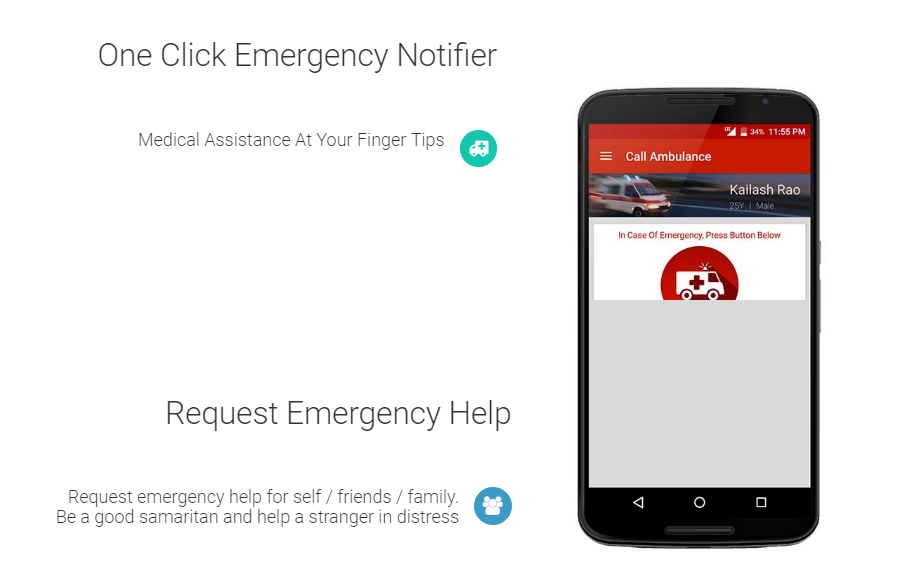 One Click Emergency Notifier
Medical Assistance At Your Finger Tips
Request Emergency Help
Request emergency help for self / friends / family.
Be a good samaritan and help a stranger in distress
LTE 34% 11:55 PM
Call Ambulance
Kailash Rao
25Y | Male
In Case Of Emergency, Press Button Below